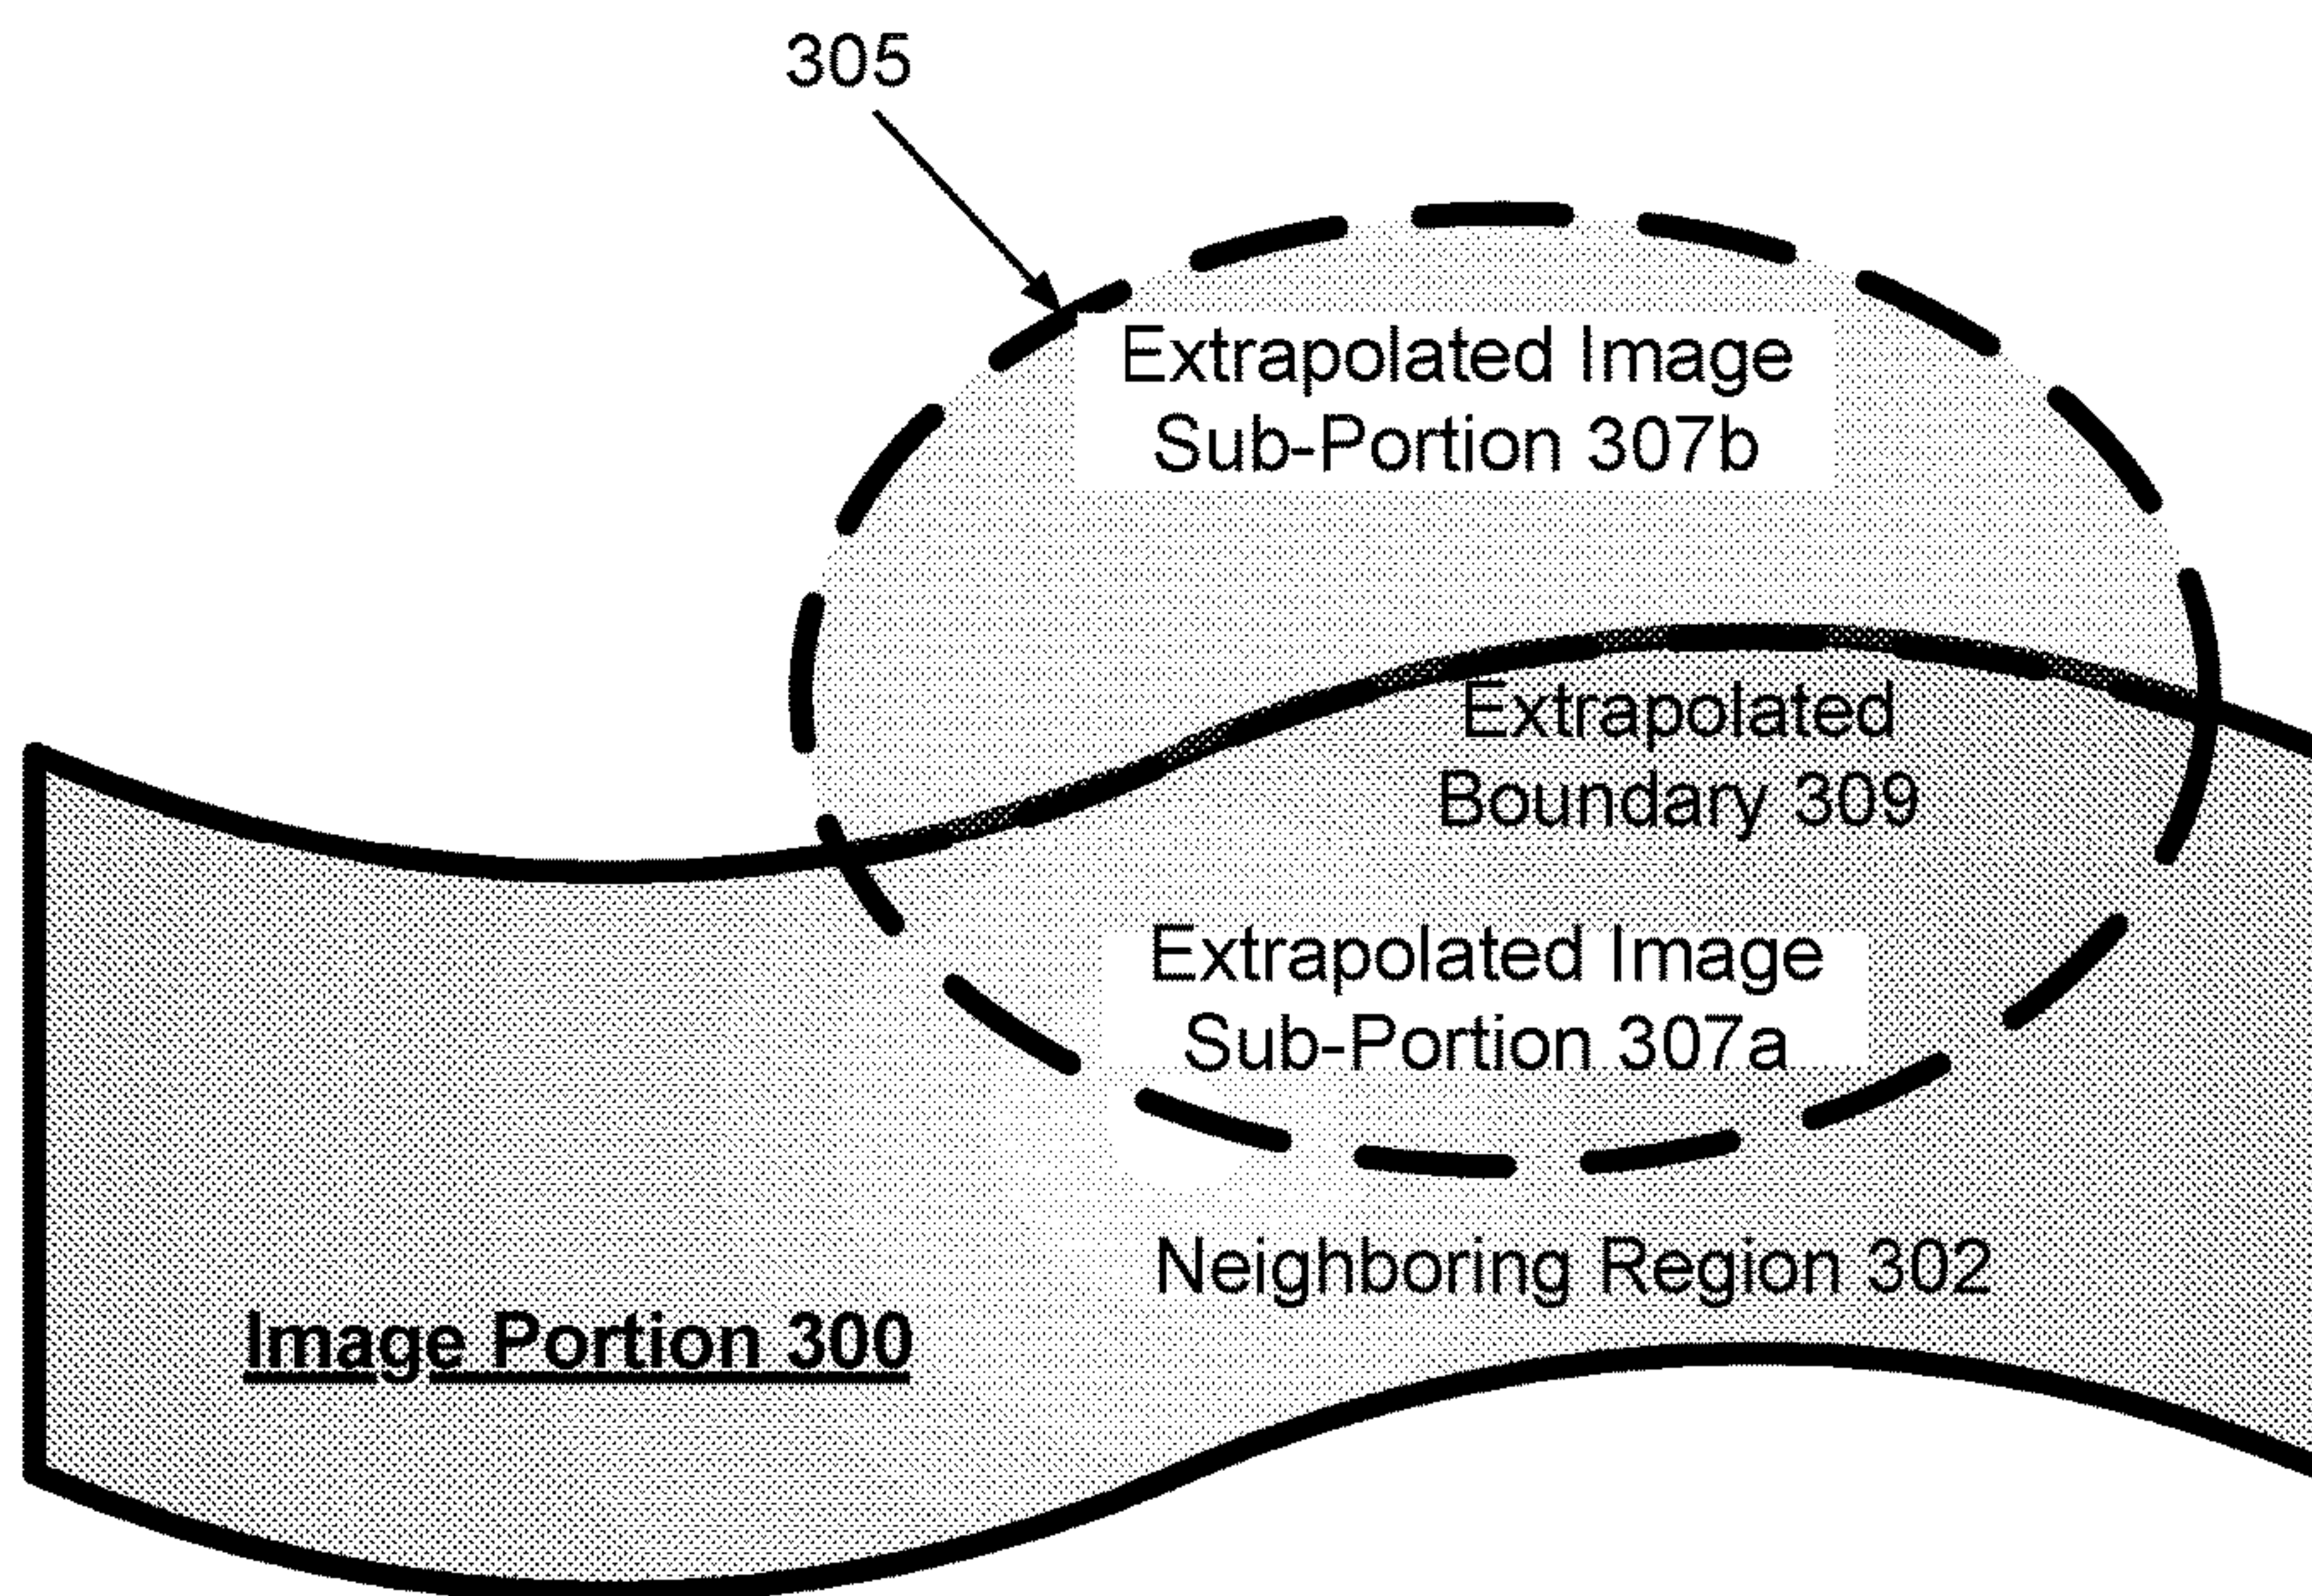 305
Extrapolated Image
Sub-Portion 307b
Extrapolated
Boundary 309
Extrapolated Image
Sub-Portion 307a
Neighboring Region 302
Image Portion 300